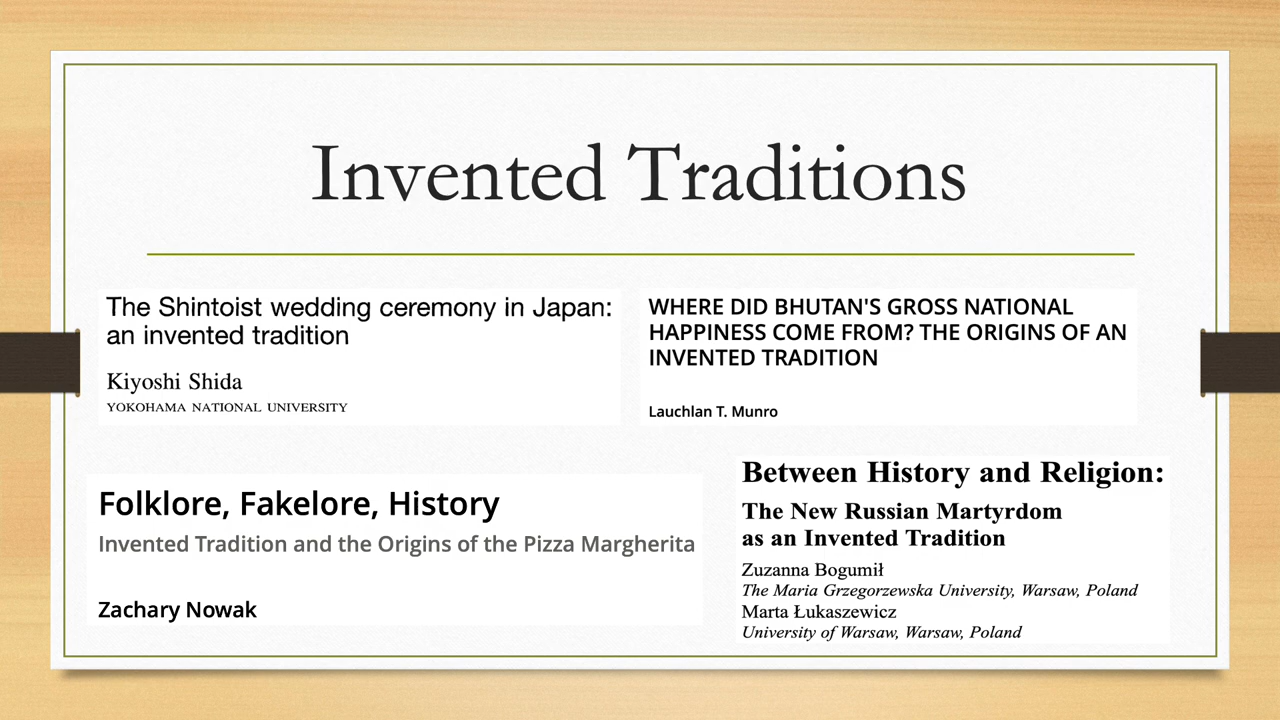 Invented Traditions
The Shintoist wedding ceremony in Japan:
an invented tradition
Kiyoshi Shida
YOKOHAMA NATIONAL UNIVERSITY
WHERE DID BHUTAN'S GROSS NATIONAL
HAPPINESS COME FROM? THE ORIGINS OF AN
INVENTED TRADITION
Lauchlan T. Munro
Folklore, Fakelore, History
Invented Tradition and the Origins of the Pizza Margherita
Zachary Nowak
Between History and Religion:
The New Russian Martyrdom
as an Invented Tradition
Zuzanna Bogumił
The Maria Grzegorzewska University, Warsaw, Poland
Marta Łukaszewicz
University of Warsaw, Warsaw, Poland